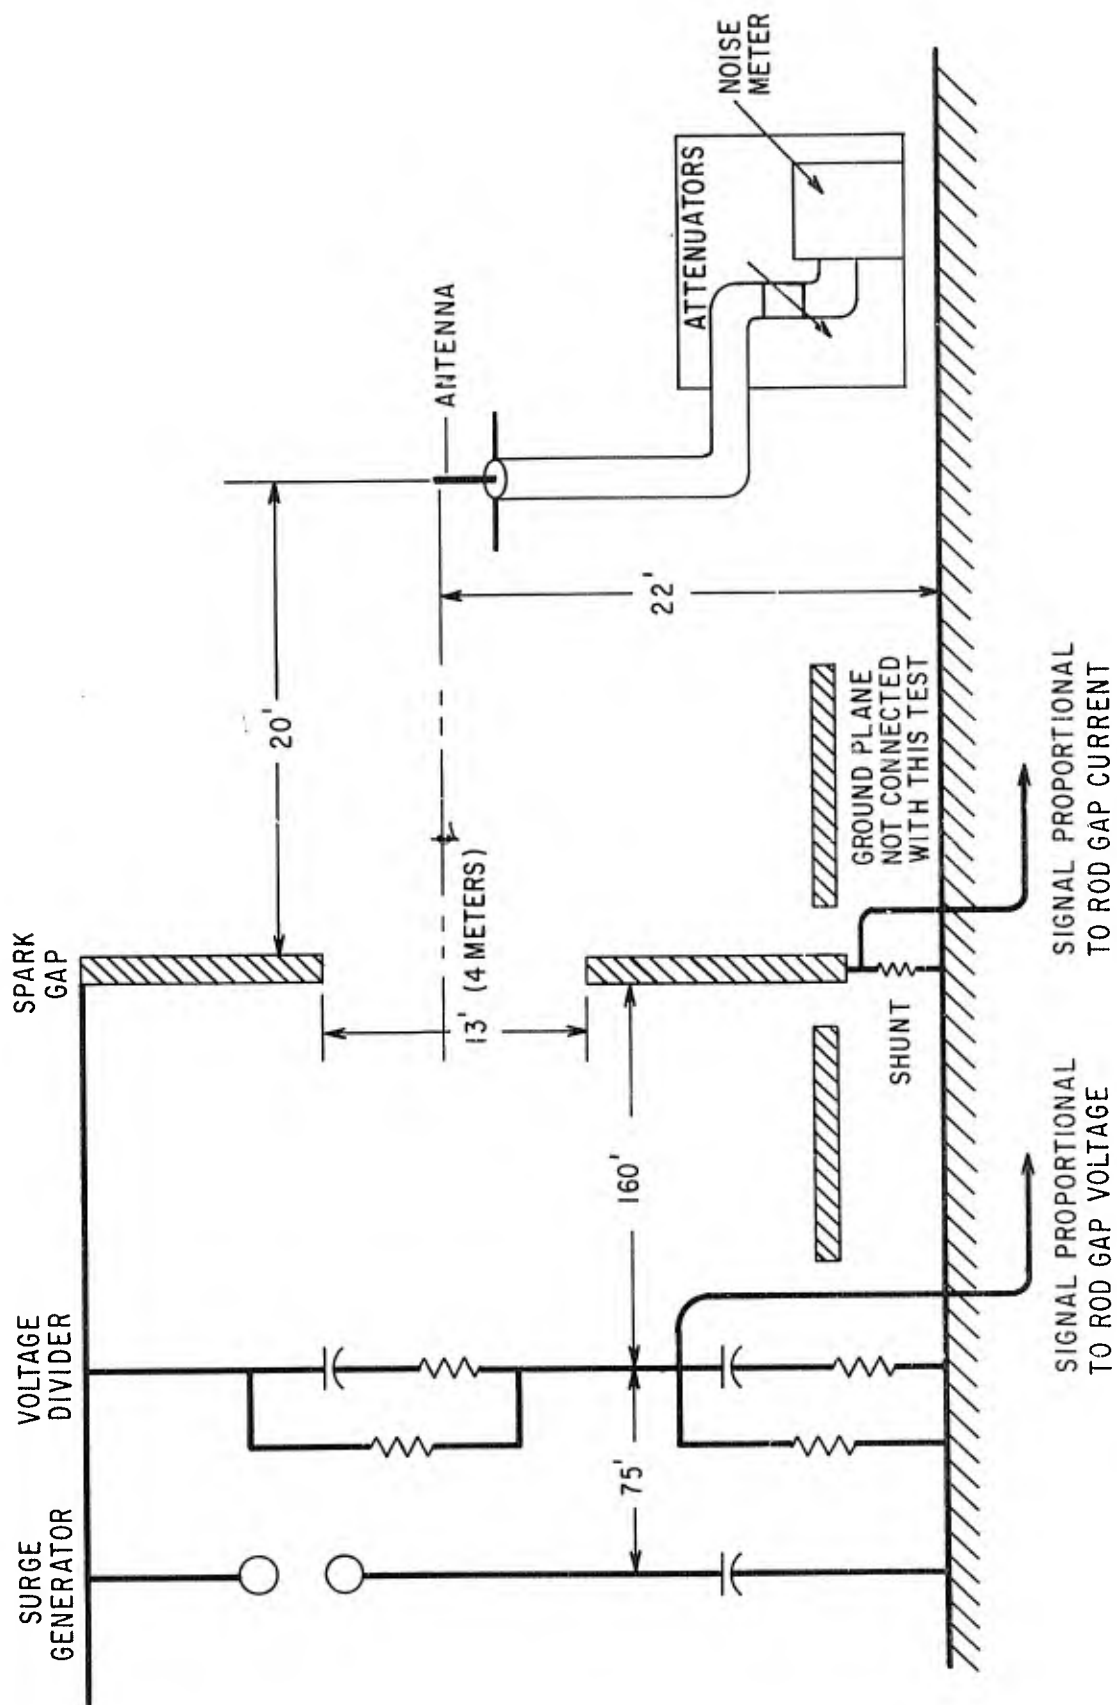 SURGE
GENERATOR
VOLTAGE
DIVIDER
SPARK
GAP
20'
ANTENNA
13' (4 METERS)
22'
ATTENUATORS
NOISE
METER
75'
160'
SHUNT
GROUND PLANE
NOT CONNECTED
WITH THIS TEST
SIGNAL PROPORTIONAL
TO ROD GAP VOLTAGE
SIGNAL PROPORTIONAL
TO ROD GAP CURRENT